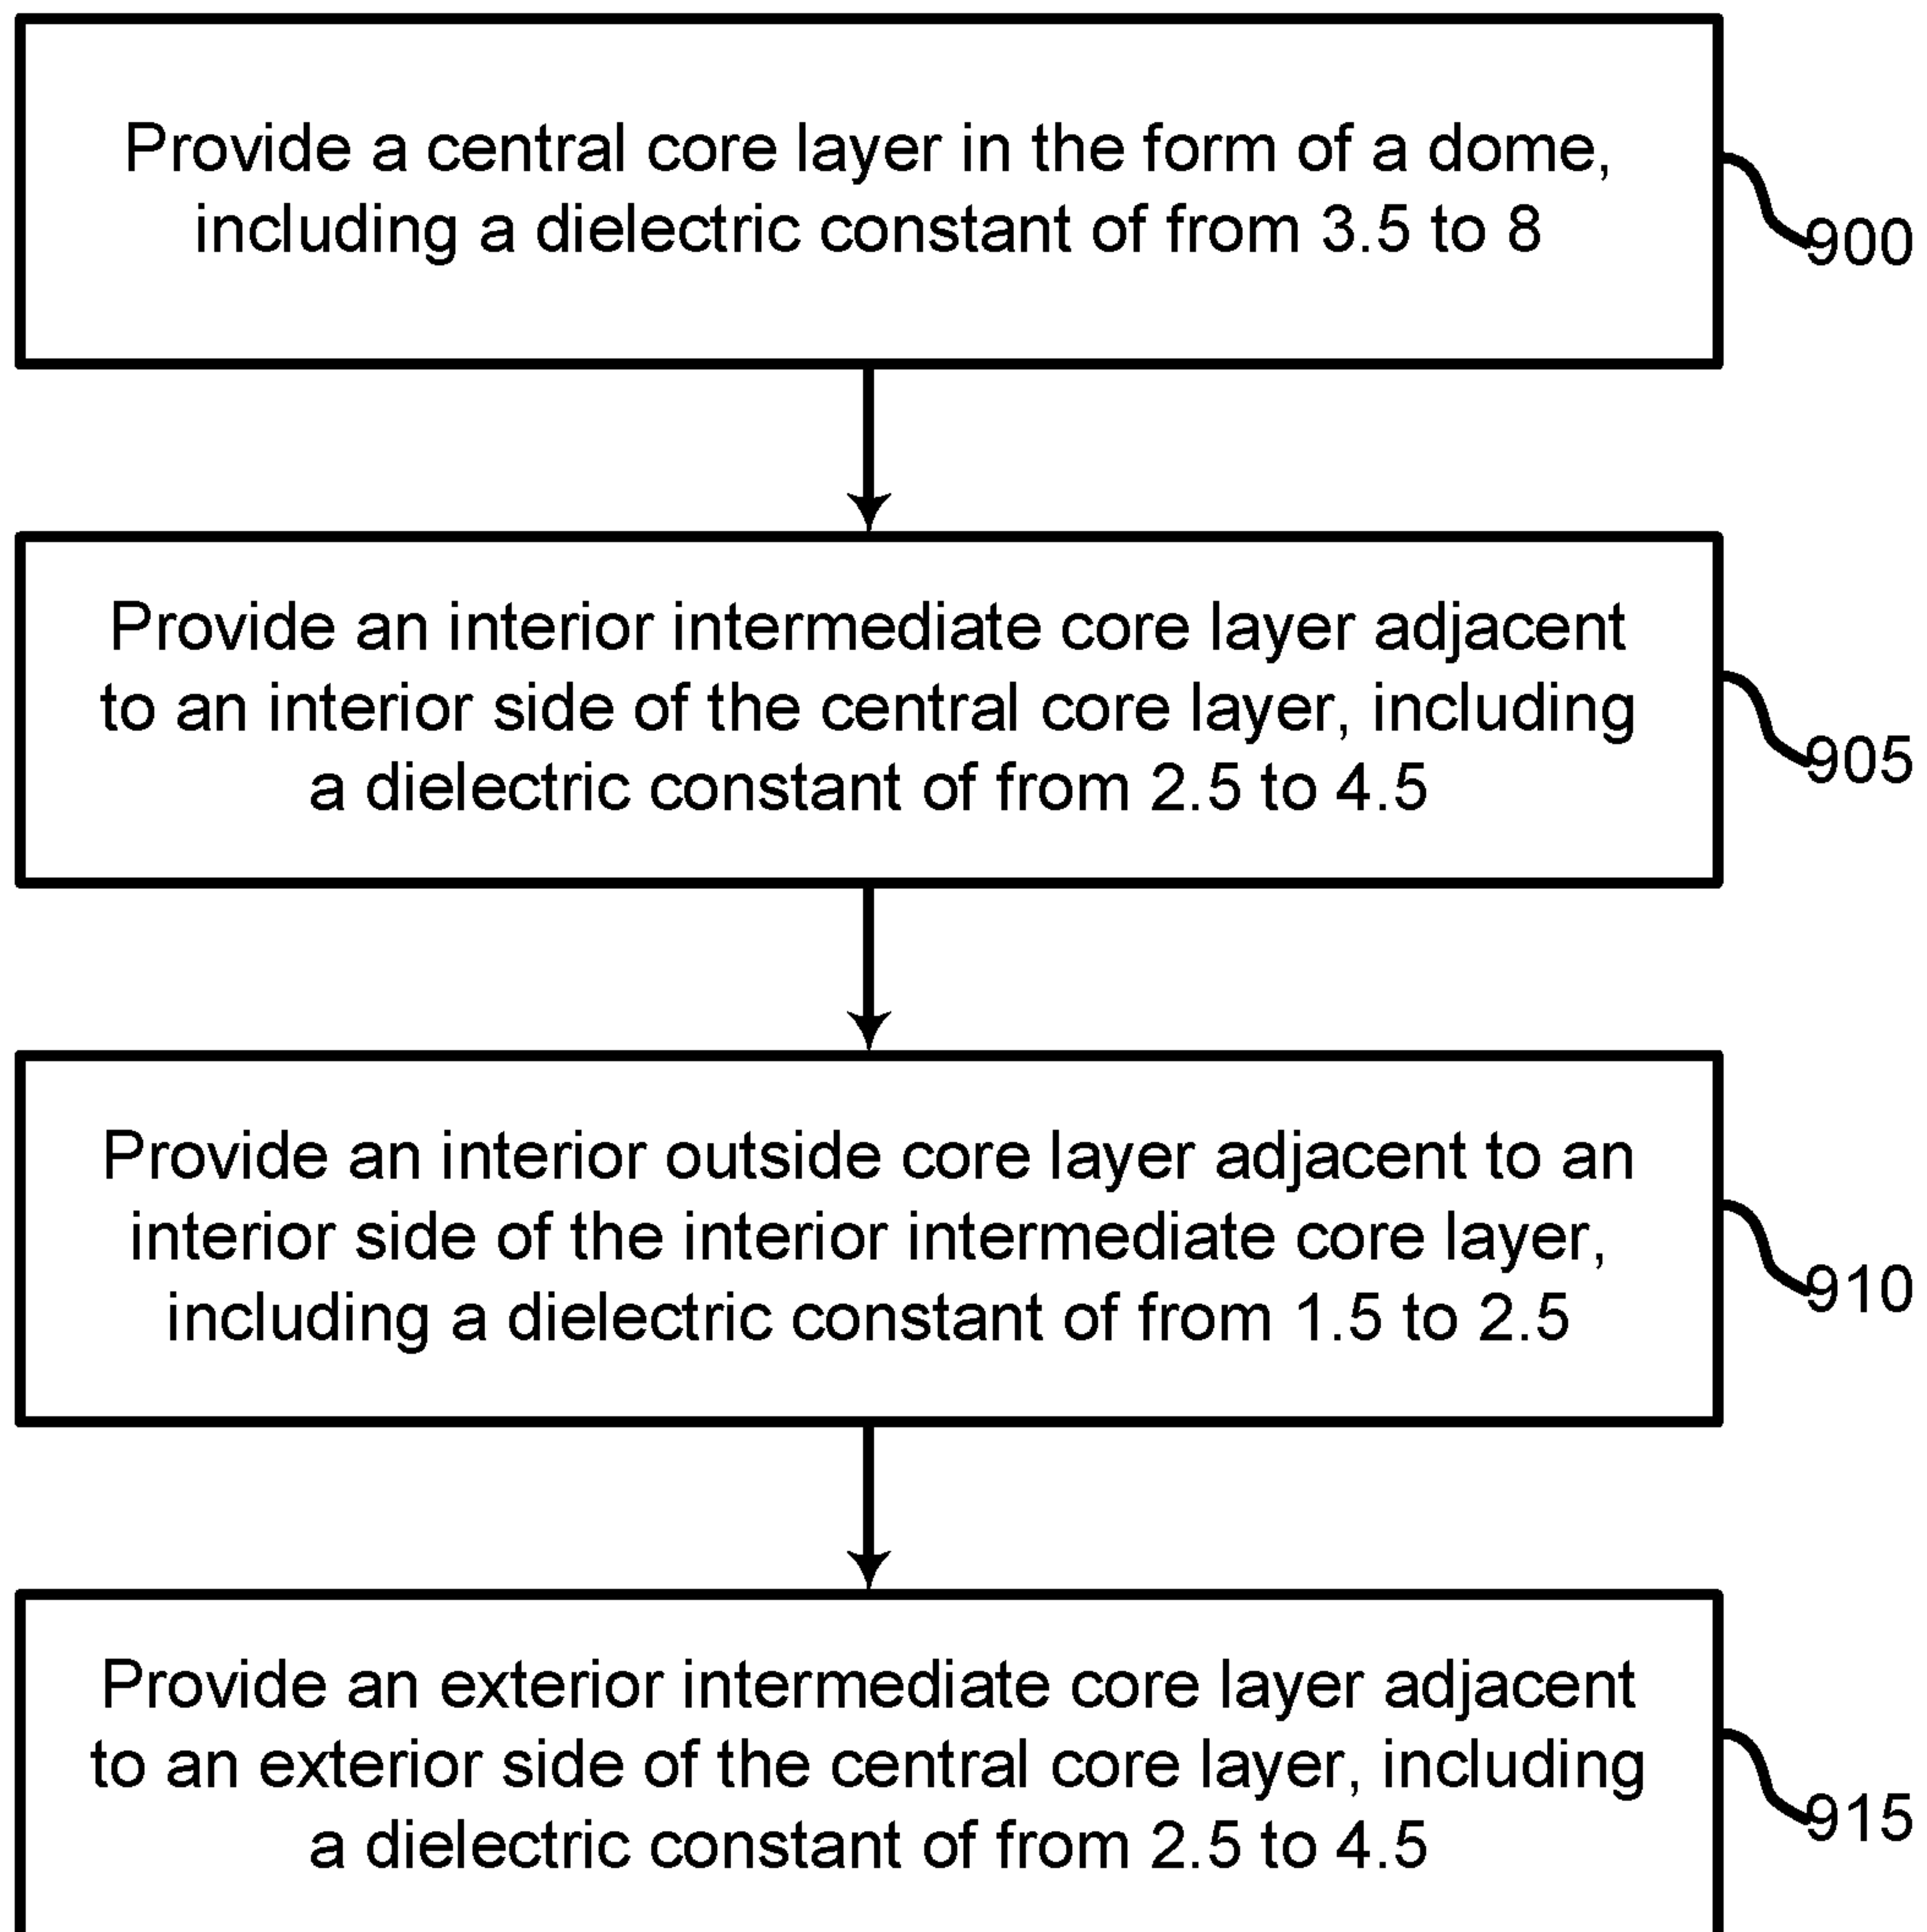 Provide a central core layer in the form of a dome,
including a dielectric constant of from 3.5 to 8
900
Provide an interior intermediate core layer adjacent
to an interior side of the central core layer, including
a dielectric constant of from 2.5 to 4.5
905
Provide an interior outside core layer adjacent to an
interior side of the interior intermediate core layer,
including a dielectric constant of from 1.5 to 2.5
910
Provide an exterior intermediate core layer adjacent
to an exterior side of the central core layer, including
a dielectric constant of from 2.5 to 4.5
915